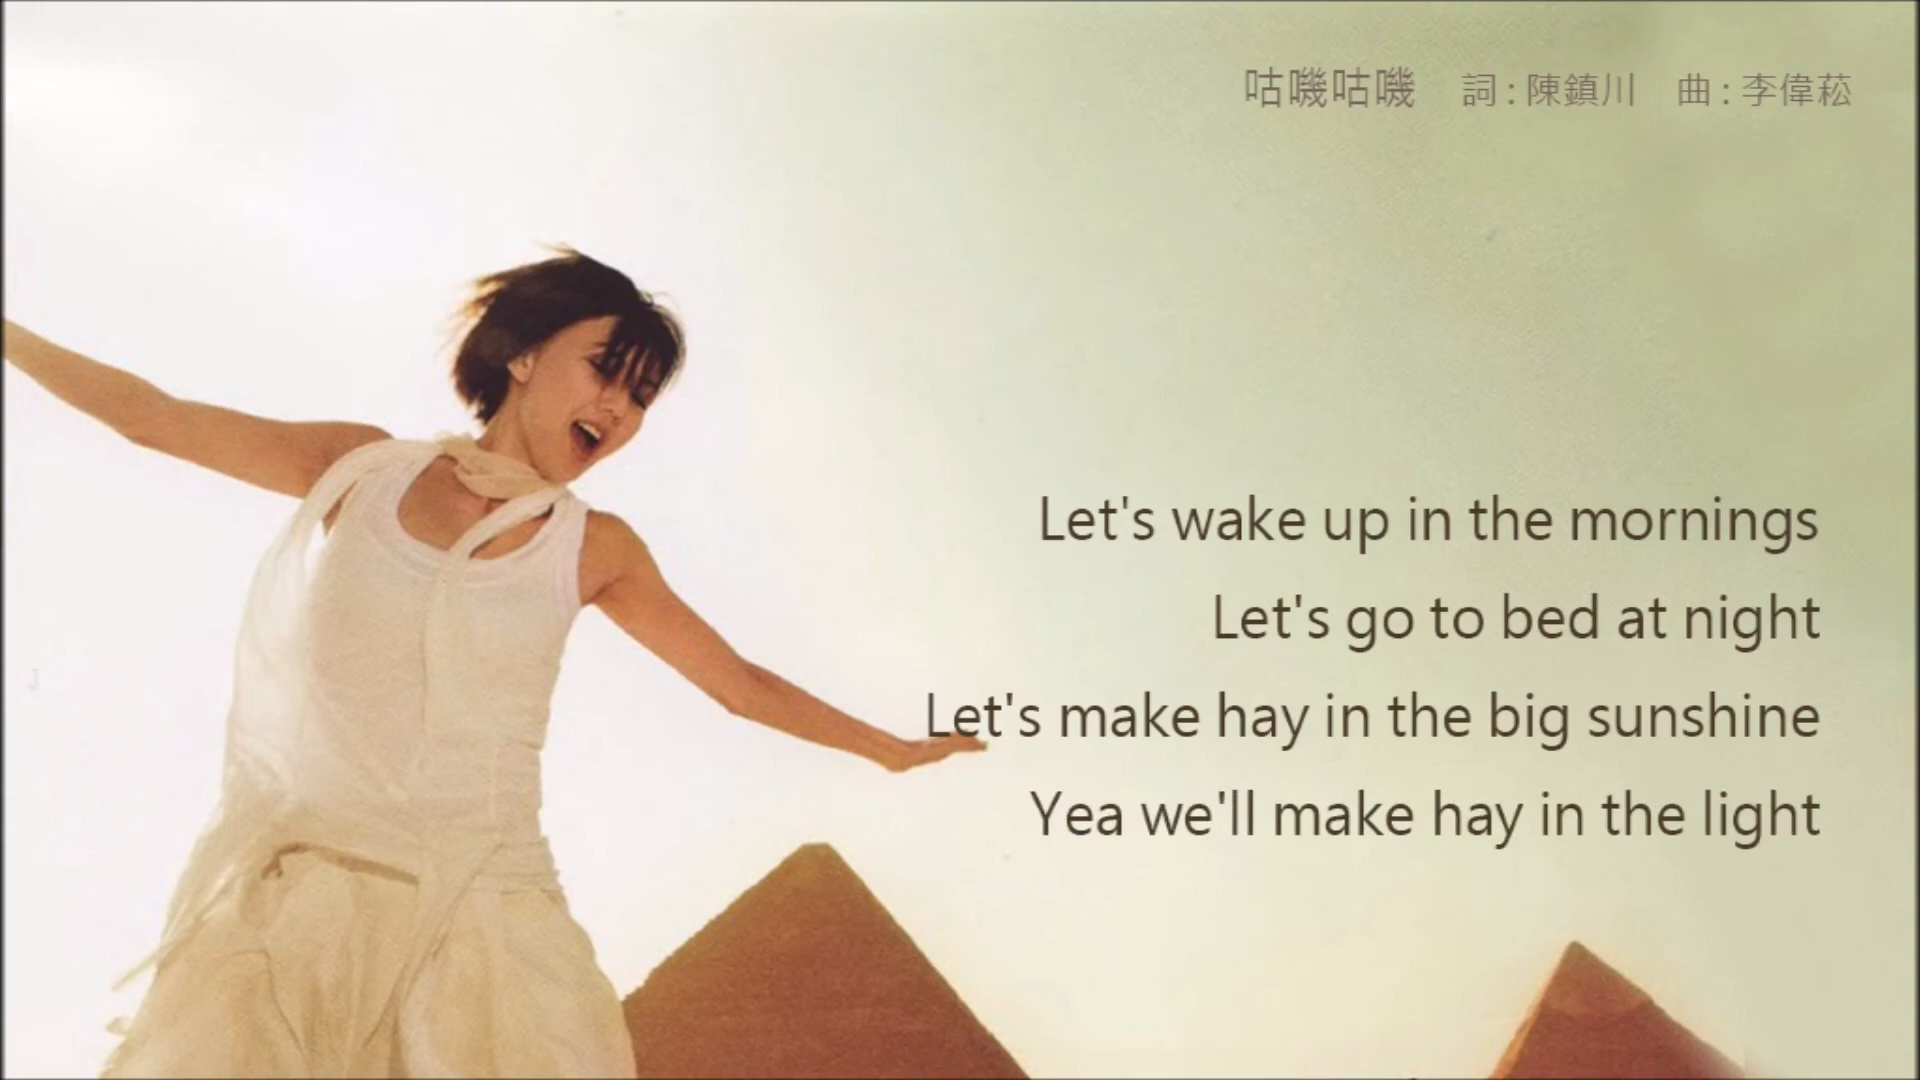 咕嘰咕嘰 詞:陳鎮川 曲:李偉菘
Let's wake up in the mornings
Let's go to bed at night
Let's make hay in the big sunshine
Yea we'll make hay in the light